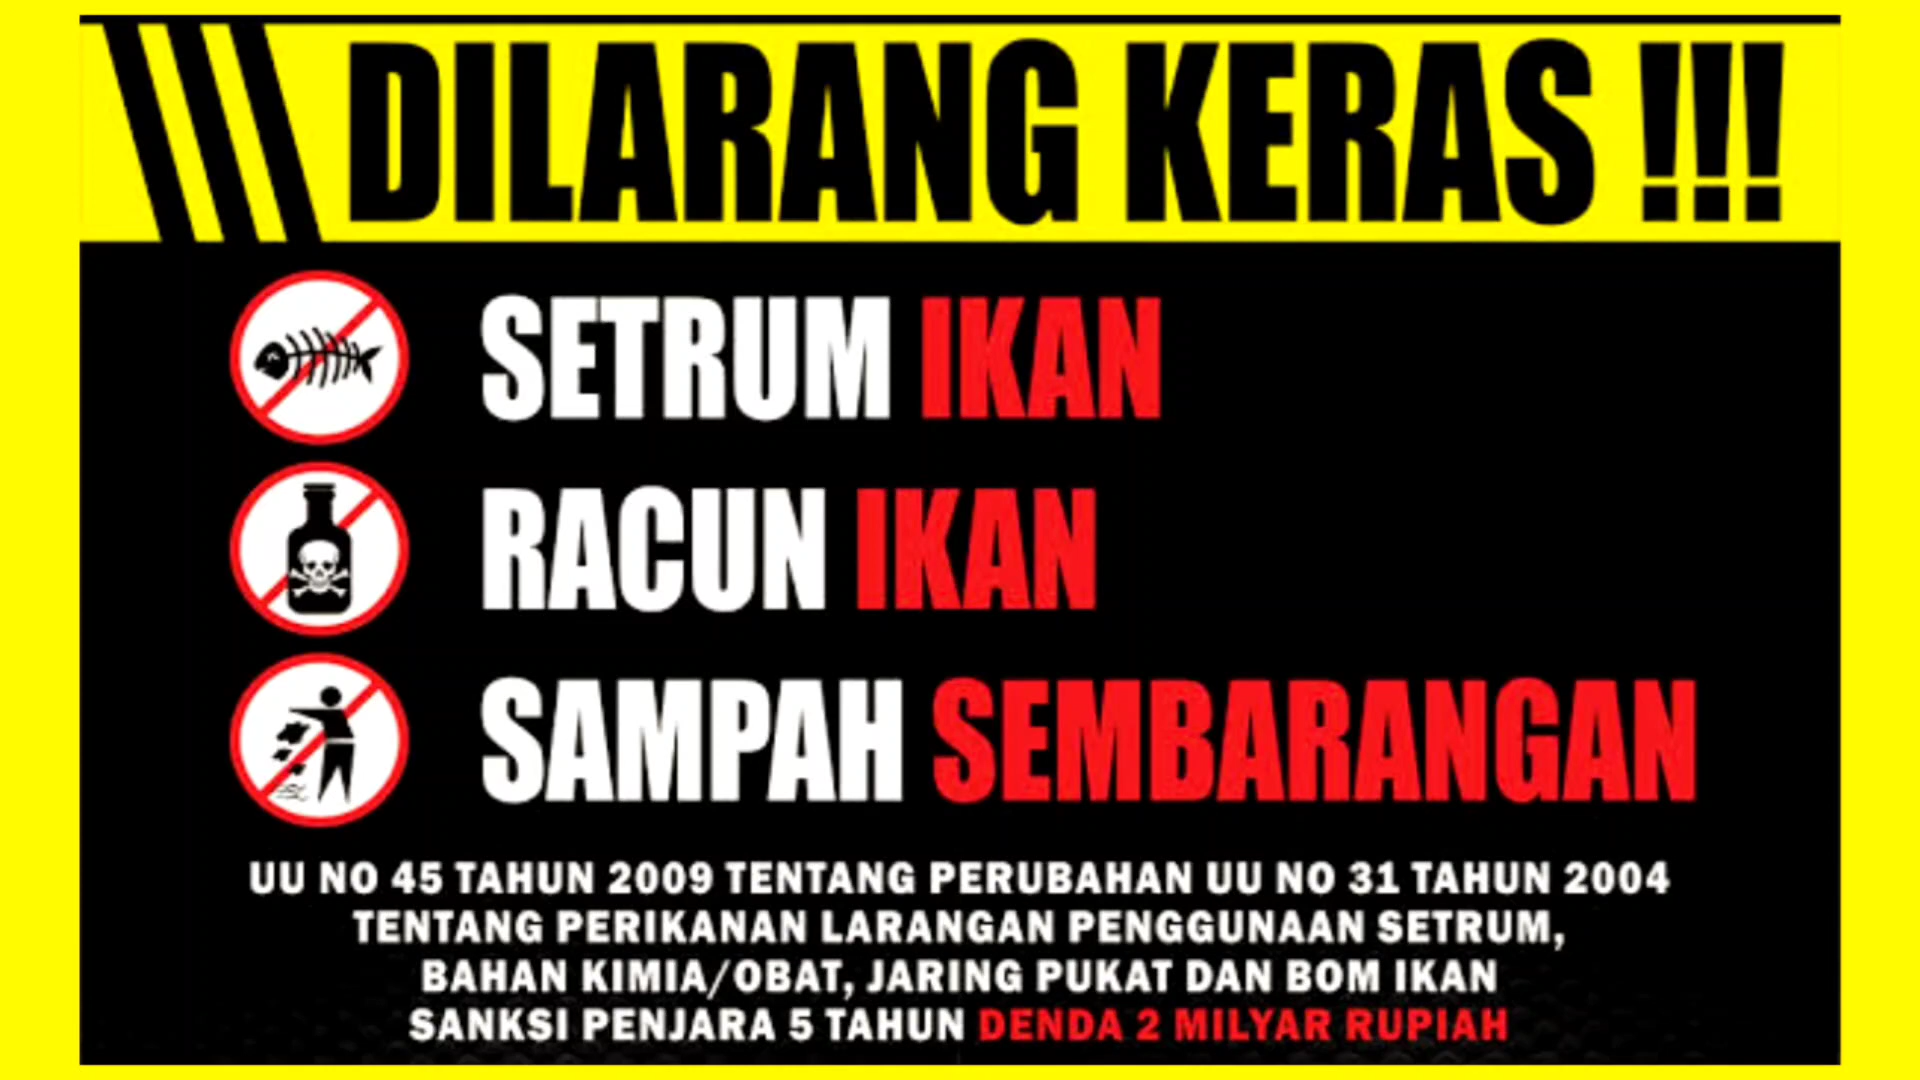 DILARANG KERAS !!!
SETRUM IKAN
RACUN IKAN
SAMPAH SEMBARANGAN
UU NO 45 TAHUN 2009 TENTANG PERUBAHAN UU NO 31 TAHUN 2004
TENTANG PERIKANAN LARANGAN PENGGUNAAN SETRUM,
BAHAN KIMIA/OBAT, JARING PUKAT DAN BOM IKAN
SANKSI PENJARA 5 TAHUN DENDA 2 MILYAR RUPIAH